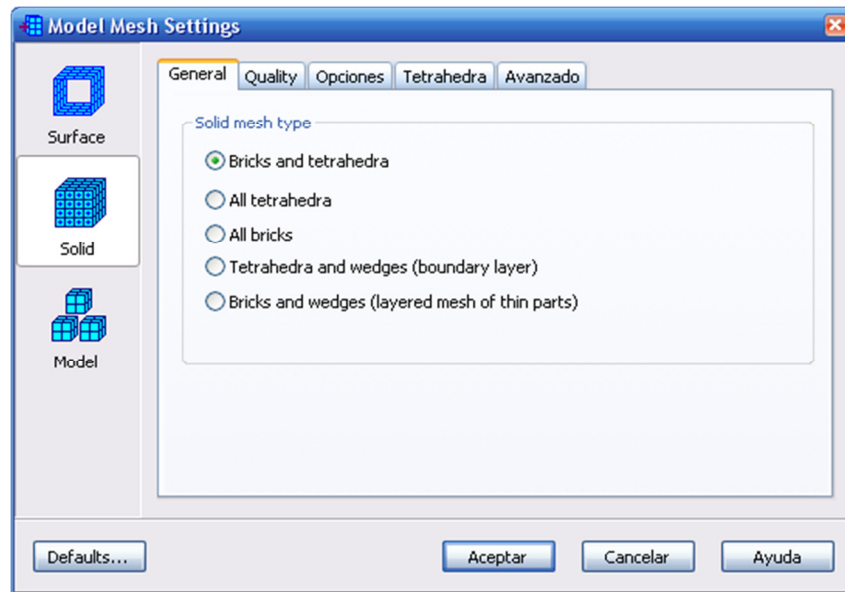 Model Mesh Settings
General Quality Opciones Tetrahedra Avanzado
Surface
Solid
Model
Solid mesh type
Bricks and tetrahedra
All tetrahedra
All bricks
Tetrahedra and wedges (boundary layer)
Bricks and wedges (layered mesh of thin parts)
Defaults... Aceptar Cancelar Ayuda